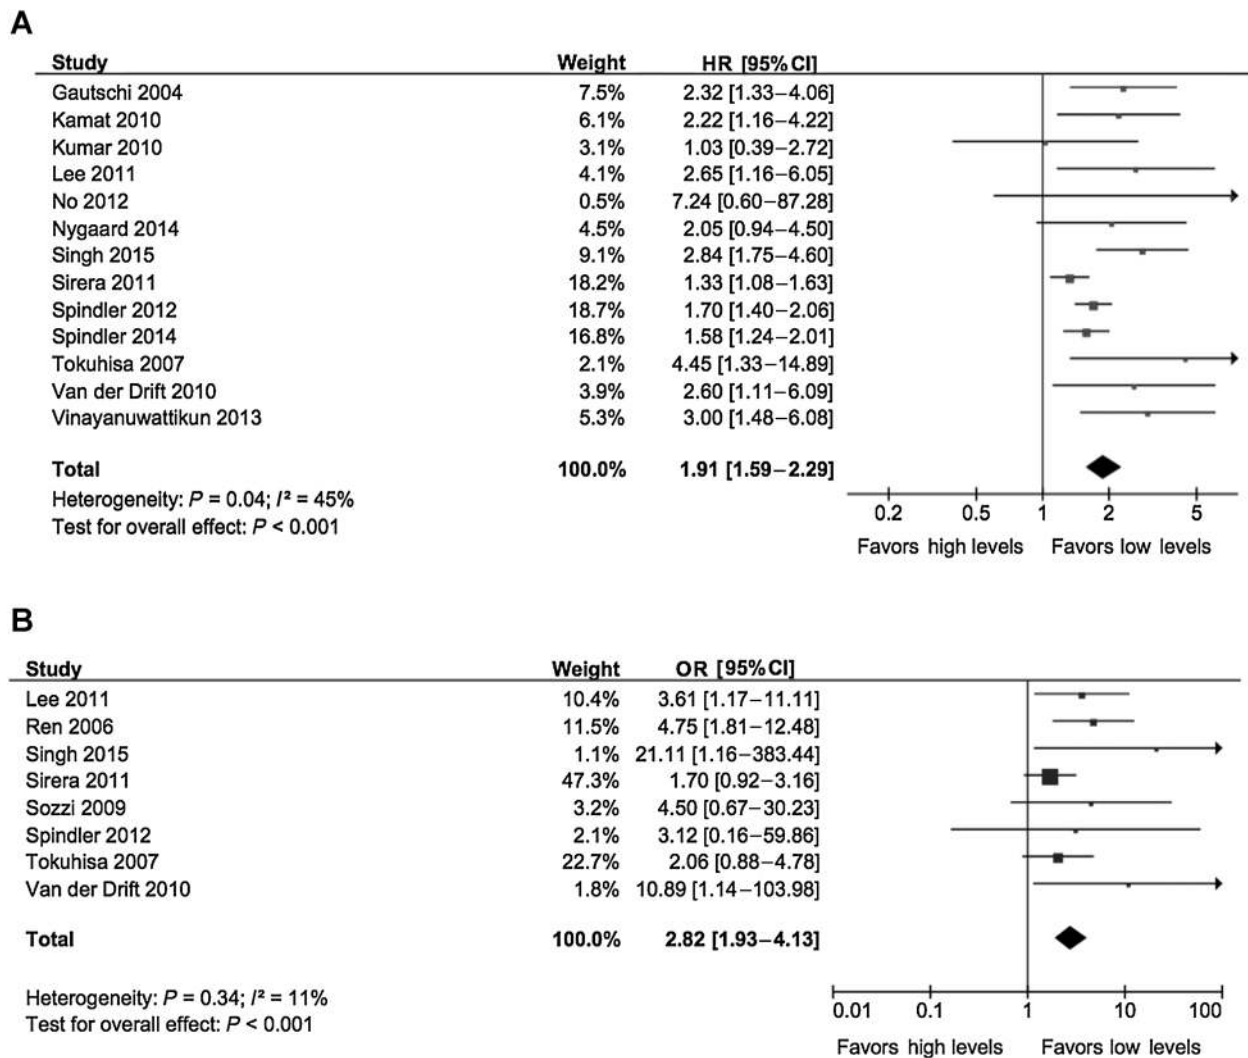 A
Study Weight HR [95% CI]
Gautschi 2004 7.5% 2.32 [1.33–4.06]
Kamat 2010 6.1% 2.22 [1.16–4.22]
Kumar 2010 3.1% 1.03 [0.39–2.72]
Lee 2011 4.1% 2.65 [1.16–6.05]
No 2012 0.5% 7.24 [0.60–87.28]
Nygaard 2014 4.5% 2.05 [0.94–4.50]
Singh 2015 9.1% 2.84 [1.75–4.60]
Sirera 2011 18.2% 1.33 [1.08–1.63]
Spindler 2012 18.7% 1.70 [1.40–2.06]
Spindler 2014 16.8% 1.58 [1.24–2.01]
Tokuhisa 2007 2.1% 4.45 [1.33–14.89]
Van der Drift 2010 3.9% 2.60 [1.11–6.09]
Vinayanuwattikun 2013 5.3% 3.00 [1.48–6.08]
Total 100.0% 1.91 [1.59–2.29]
Heterogeneity: P = 0.04; I² = 45%
Test for overall effect: P < 0.001
0.2 0.5 1 2 5
Favors high levels Favors low levels
B
Study Weight OR [95% CI]
Lee 2011 10.4% 3.61 [1.17–11.11]
Ren 2006 11.5% 4.75 [1.81–12.48]
Singh 2015 1.1% 21.11 [1.16–383.44]
Sirera 2011 47.3% 1.70 [0.92–3.16]
Sozzi 2009 3.2% 4.50 [0.67–30.23]
Spindler 2012 2.1% 3.12 [0.16–59.86]
Tokuhisa 2007 22.7% 2.06 [0.88–4.78]
Van der Drift 2010 1.8% 10.89 [1.14–103.98]
Total 100.0% 2.82 [1.93–4.13]
Heterogeneity: P = 0.34; I² = 11%
Test for overall effect: P < 0.001
0.01 0.1 1 10 100
Favors high levels Favors low levels